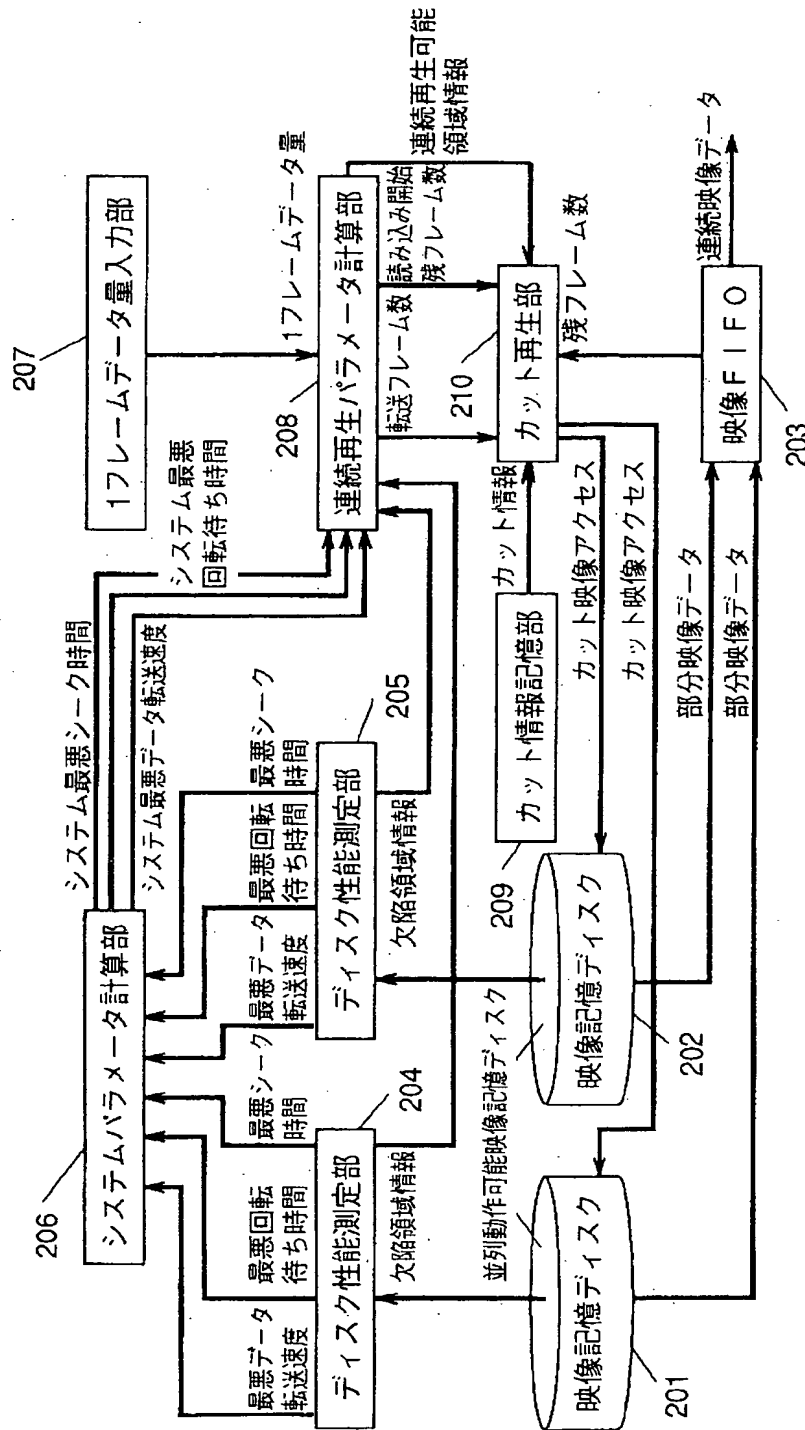 206
システムパラメータ計算部
システム最悪シーク時間
システム最悪
回転待ち時間
システム最悪データ転送速度
207
1フレームデータ量入力部
最悪データ
転送速度
最悪回転
待ち時間
最悪シーク
時間
204
ディスク性能測定部
欠陥領域情報
最悪データ
転送速度
最悪回転
待ち時間
最悪シーク
時間
205
ディスク性能測定部
欠陥領域情報
1フレームデータ量
208
連続再生パラメータ計算部
転送フレーム数
読み込み開始
残フレーム数
連続再生可能
領域情報
並列動作可能映像記憶ディスク
映像記憶ディスク
201
映像記憶ディスク
202
209
カット情報記憶部
カット情報
210
カット再生部
残フレーム数
カット映像アクセス
カット映像アクセス
部分映像データ
部分映像データ
映像FIFO
203
連続映像データ